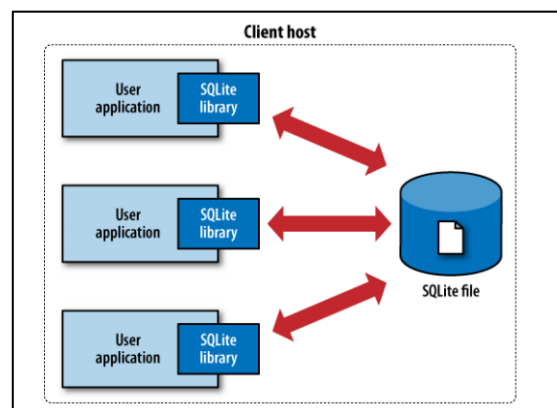 Client host
User
application
SQLite
library
User
application
SQLite
library
SQLite file
User
application
SQLite
library